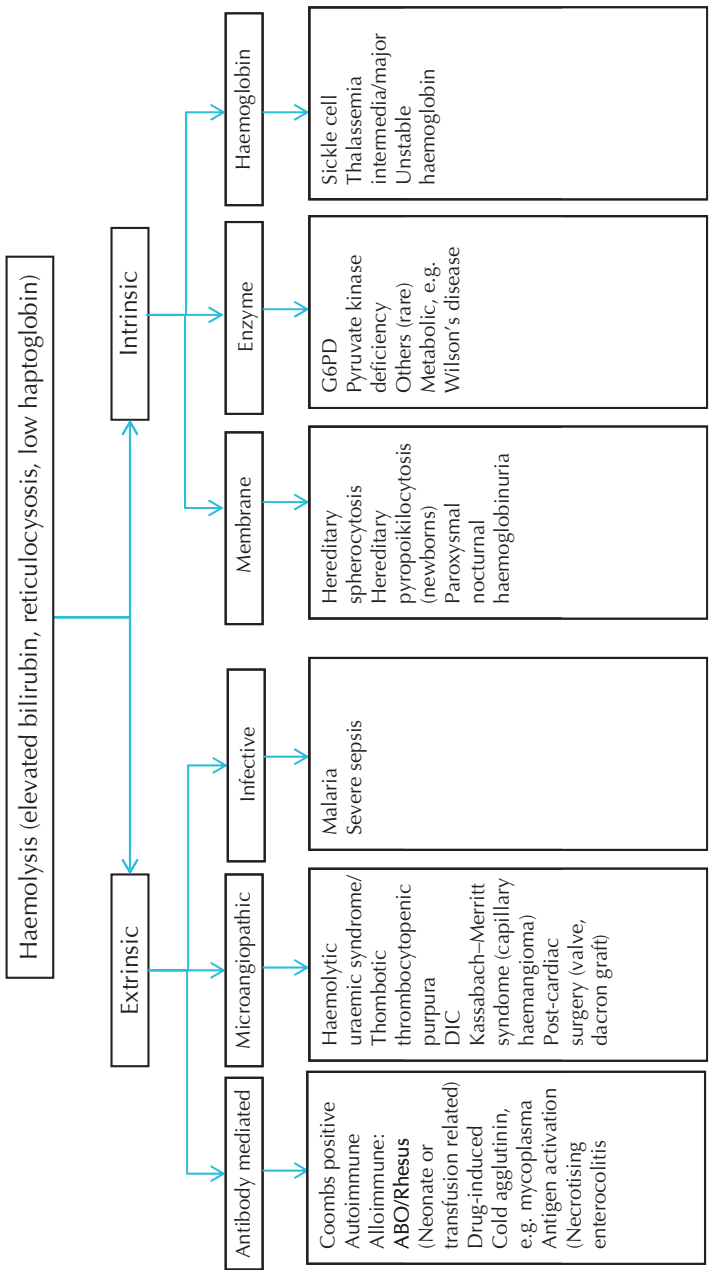 Haemolysis (elevated bilirubin, reticulocysosis, low haptoglobin)
Extrinsic
Intrinsic
Antibody mediated
Microangiopathic
Infective
Membrane
Enzyme
Haemoglobin
Coombs positive
Autoimmune
Alloimmune:
ABO/Rhesus
(Neonate or
transfusion related)
Drug-induced
Cold agglutinin,
e.g. mycoplasma
Antigen activation
(Necrotising
enterocolitis
Haemolytic
uraemic syndrome/
Thombotic
thrombocytopenic
purpura
DIC
Kassabach–Merritt
syndome (capillary
haemangioma)
Post-cardiac
surgery (valve,
dacron graft)
Malaria
Severe sepsis
Hereditary
spherocytosis
Hereditary
pyropoikilocytosis
(newborns)
Paroxysmal
nocturnal
haemoglobinuria
G6PD
Pyruvate kinase
deficiency
Others (rare)
Metabolic, e.g.
Wilson's disease
Sickle cell
Thalassemia
intermedia/major
Unstable
haemoglobin